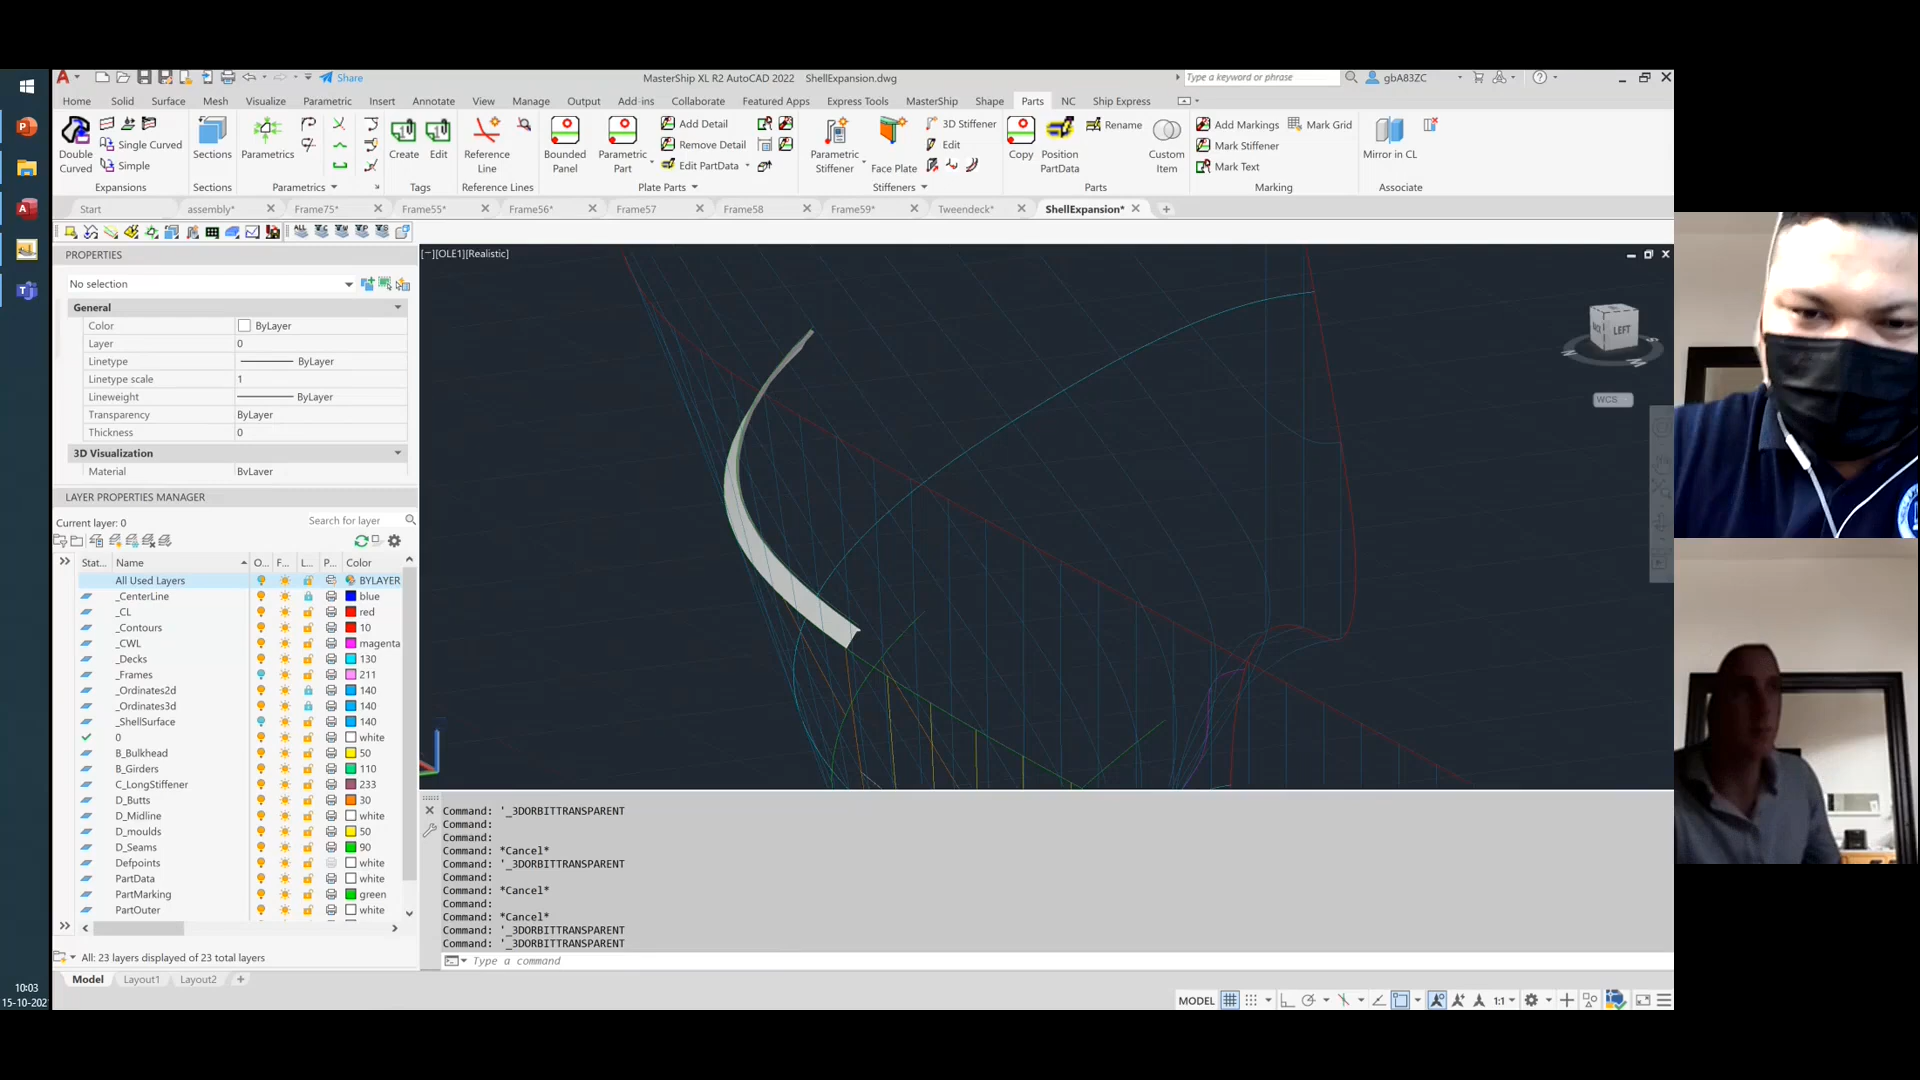 Share
MasterShip XL R2 AutoCAD 2022 ShellExpansion.dwg
Type a keyword or phrase
gbA83ZC
Home Solid Surface Mesh Visualize Parametric Insert Annotate View Manage Output Add-ins Collaborate Featured Apps Express Tools MasterShip Shape Parts NC Ship Express
Double Curved
Single Curved
Simple
Expansions
Sections
Sections
Parametrics
Parametrics
Create
Edit
Tags
Reference Line
Reference Lines
Bounded Panel
Parametric Part
Add Detail
Remove Detail
Edit PartData
Plate Parts
Parametric Stiffener
Face Plate
3D Stiffener
Edit
Stiffeners
Copy
Position PartData
Rename
Custom Item
Parts
Add Markings
Mark Grid
Mark Stiffener
Mark Text
Marking
Mirror in CL
Associate
Start assembly* Frame75* Frame55* Frame56* Frame57 Frame58 Frame59* Tweendeck* ShellExpansion*
ALL
PROPERTIES
No selection
General
Color ByLayer
Layer 0
Linetype ByLayer
Linetype scale 1
Lineweight ByLayer
Transparency ByLayer
Thickness 0
3D Visualization
Material ByLayer
LAYER PROPERTIES MANAGER
Current layer: 0
Search for layer
Stat... Name O... F... L... P... Color
All Used Layers BYLAYER
_CenterLine blue
_CL red
_Contours 10
_CWL magenta
_Decks 130
_Frames 211
_Ordinates2d 140
_Ordinates3d 140
_ShellSurface 140
0 white
B_Bulkhead 50
B_Girders 110
C_LongStiffener 233
D_Butts 30
D_Midline white
D_moulds 50
D_Seams 90
Defpoints white
PartData white
PartMarking green
PartOuter white
All: 23 layers displayed of 23 total layers
[−][OLE1][Realistic]
LEFT
WCS
Command: '_3DORBITTRANSPARENT
Command:
Command:
Command: *Cancel*
Command: '_3DORBITTRANSPARENT
Command:
Command: *Cancel*
Command:
Command: *Cancel*
Command: '_3DORBITTRANSPARENT
Command: '_3DORBITTRANSPARENT
Type a command
Model Layout1 Layout2
MODEL
1:1
10:03
15-10-202